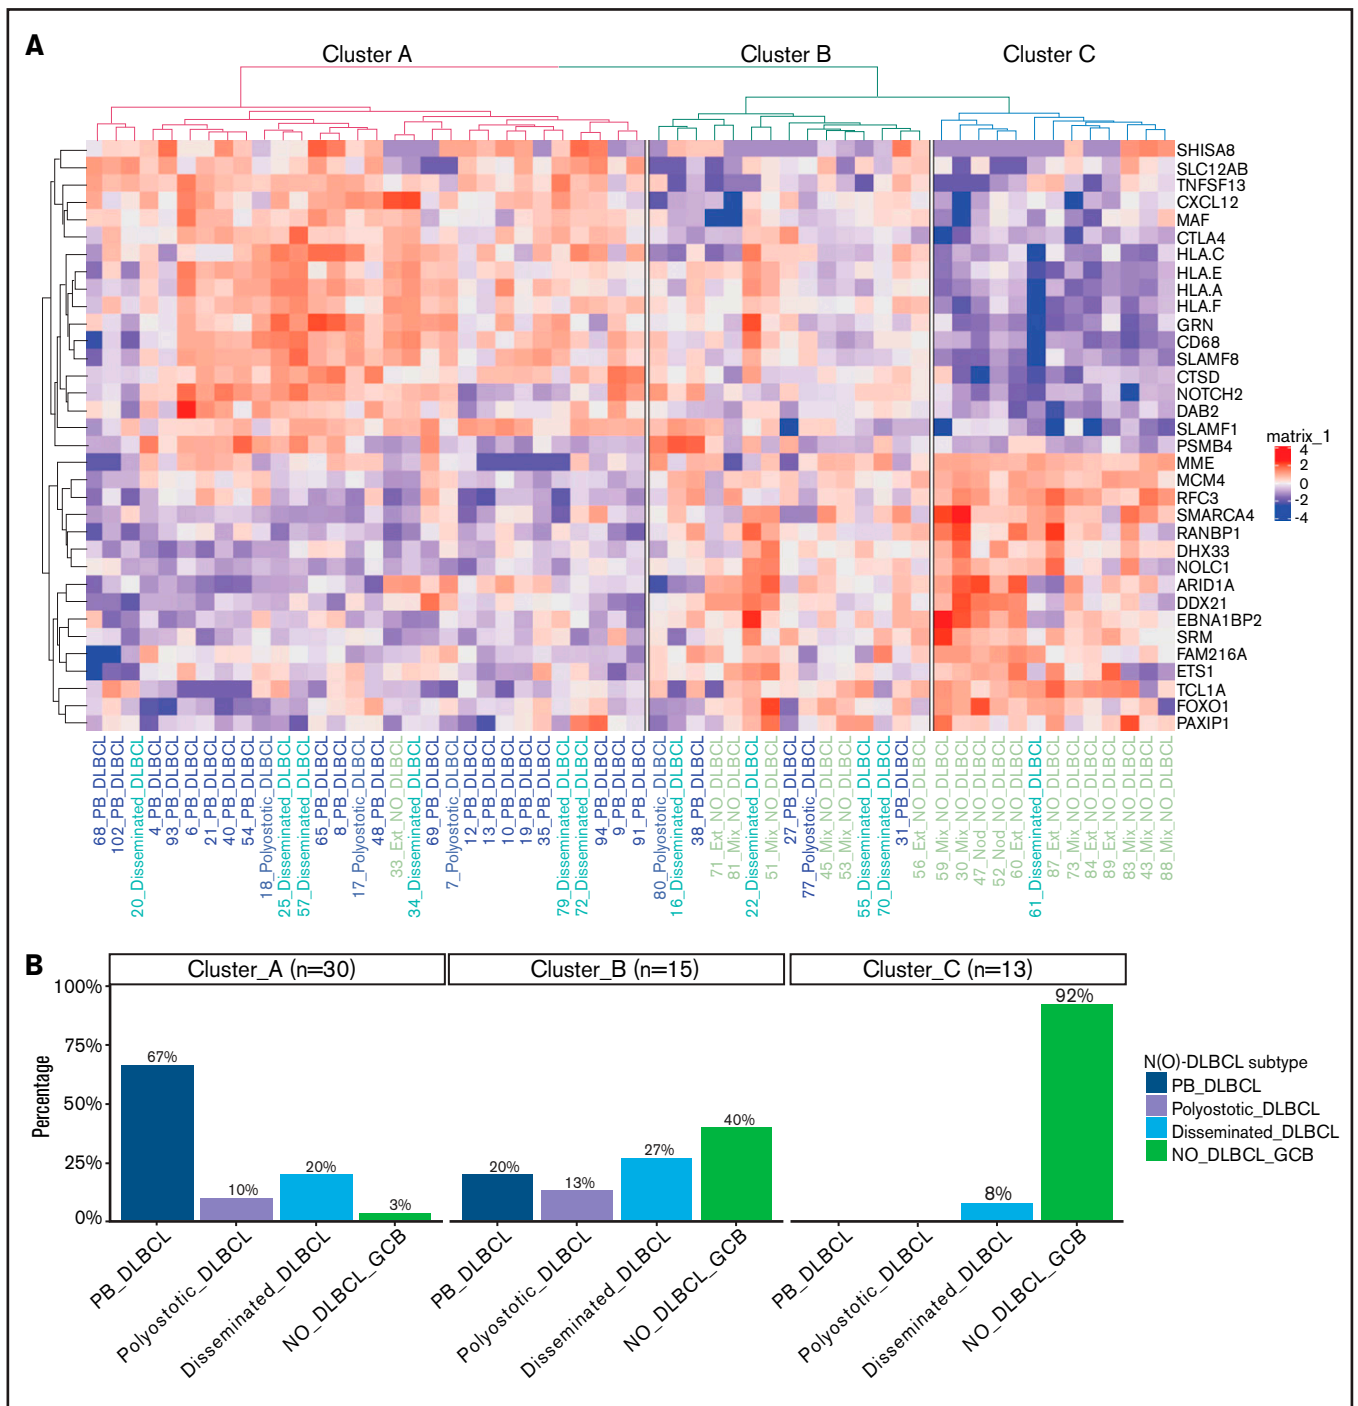 A
Cluster A
Cluster B
Cluster C
SHISA8
SLC12AB
TNFSF13
CXCL12
MAF
CTLA4
HLA.C
HLA.E
HLA.A
HLA.F
GRN
CD68
SLAMF8
CTSD
NOTCH2
DAB2
SLAMF1
PSMB4
MME
MCM4
RFC3
SMARCA4
RANBP1
DHX33
NOLC1
ARID1A
DDX21
EBNA1BP2
SRM
FAM216A
ETS1
TCL1A
FOXO1
PAXIP1
matrix_1
4
2
0
-2
-4
68_PB_DLBCL
102_PB_DLBCL
20_Disseminated_DLBCL
4_PB_DLBCL
93_PB_DLBCL
6_PB_DLBCL
21_PB_DLBCL
40_PB_DLBCL
54_PB_DLBCL
18_Polyostotic_DLBCL
25_Disseminated_DLBCL
57_Disseminated_DLBCL
65_PB_DLBCL
8_PB_DLBCL
17_Polyostotic_DLBCL
48_PB_DLBCL
33_Ext_NO_DLBCL
34_Disseminated_DLBCL
69_PB_DLBCL
7_Polyostotic_DLBCL
12_PB_DLBCL
13_PB_DLBCL
10_PB_DLBCL
19_PB_DLBCL
35_PB_DLBCL
79_Disseminated_DLBCL
72_Disseminated_DLBCL
94_PB_DLBCL
9_PB_DLBCL
91_PB_DLBCL
80_Polyostotic_DLBCL
16_Disseminated_DLBCL
38_PB_DLBCL
71_Ext_NO_DLBCL
81_Mix_NO_DLBCL
22_Disseminated_DLBCL
51_Mix_NO_DLBCL
27_PB_DLBCL
77_Polyostotic_DLBCL
45_Mix_NO_DLBCL
53_Mix_NO_DLBCL
55_Disseminated_DLBCL
70_Disseminated_DLBCL
31_PB_DLBCL
56_Ext_NO_DLBCL
59_Mix_NO_DLBCL
30_Mix_NO_DLBCL
47_Nod_NO_DLBCL
52_Nod_NO_DLBCL
60_Ext_NO_DLBCL
61_Disseminated_DLBCL
87_Ext_NO_DLBCL
73_Mix_NO_DLBCL
84_Ext_NO_DLBCL
89_Ext_NO_DLBCL
83_Mix_NO_DLBCL
43_Mix_NO_DLBCL
88_Mix_NO_DLBCL
B
Cluster_A (n=30)
Cluster_B (n=15)
Cluster_C (n=13)
Percentage
100%
75%
50%
25%
0%
67%
10%
20%
3%
20%
13%
27%
40%
8%
92%
PB_DLBCL
Polyostotic_DLBCL
Disseminated_DLBCL
NO_DLBCL_GCB
PB_DLBCL
Polyostotic_DLBCL
Disseminated_DLBCL
NO_DLBCL_GCB
PB_DLBCL
Polyostotic_DLBCL
Disseminated_DLBCL
NO_DLBCL_GCB
N(O)-DLBCL subtype
PB_DLBCL
Polyostotic_DLBCL
Disseminated_DLBCL
NO_DLBCL_GCB